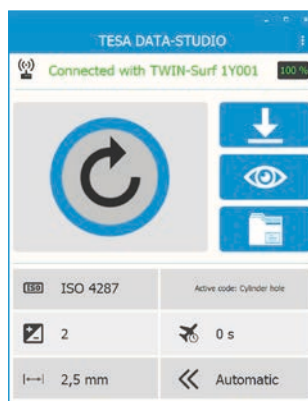 TESA DATA-STUDIO
Connected with TWIN-Surf 1Y001 100 %
ISO ISO 4287
Active code: Cylinder hole
2
0 s
2,5 mm
Automatic